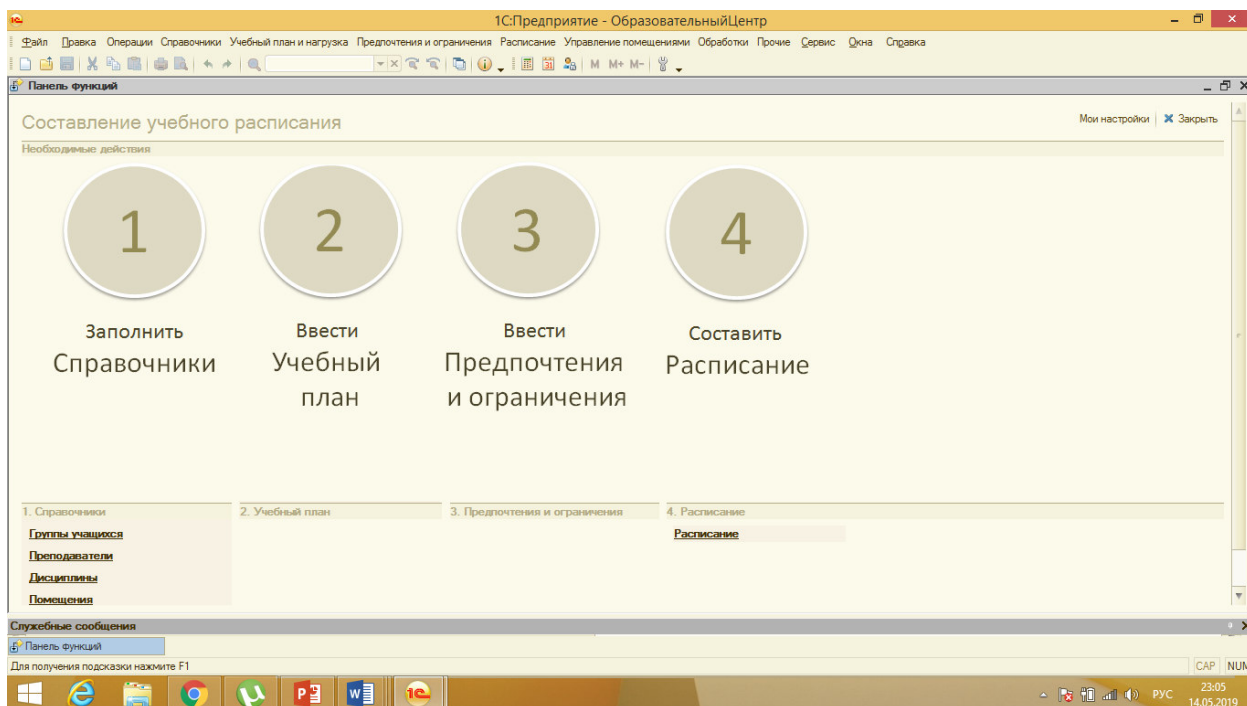 1С:Предприятие - ОбразовательныйЦентр
Файл Правка Операции Справочники Учебный план и нагрузка Предпочтения и ограничения Расписание Управление помещениями Обработки Прочие Сервис Окна Справка
M M+ M-
Панель функций
Составление учебного расписания
Мои настройки Закрыть
Необходимые действия
1 2 3 4
Заполнить Справочники
Ввести Учебный план
Ввести Предпочтения и ограничения
Составить Расписание
1. Справочники 2. Учебный план 3. Предпочтения и ограничения 4. Расписание
Группы учащихся Расписание
Преподаватели
Дисциплины
Помещения
Служебные сообщения
Панель функций
Для получения подсказки нажмите F1
CAP NUM
РУС 23:05
14.05.2019